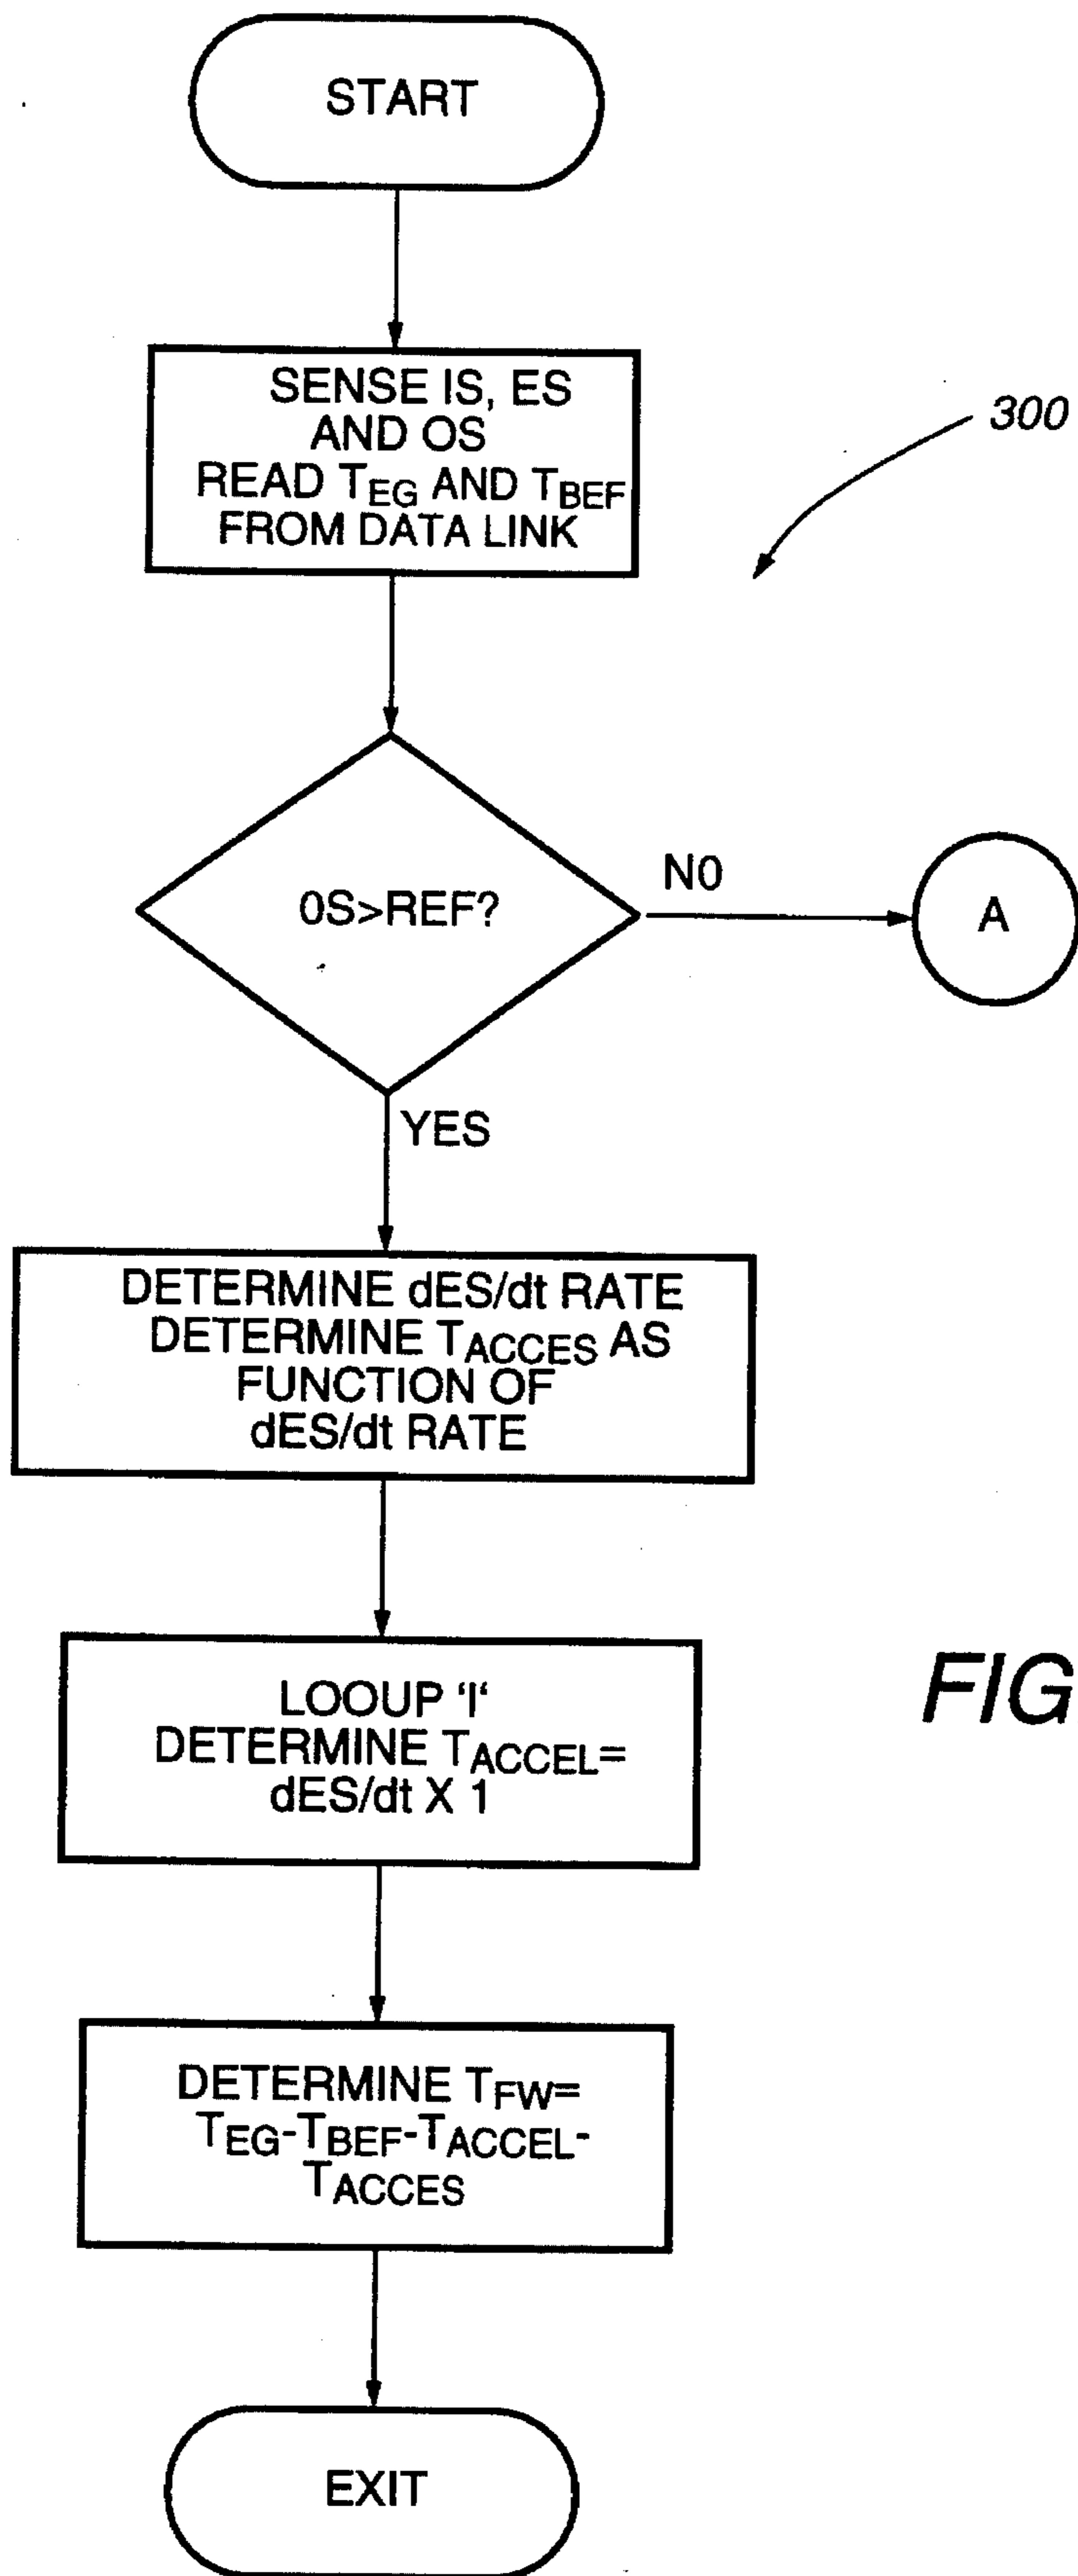 START
SENSE IS, ES
AND OS
READ TEG AND TBEF
FROM DATA LINK
300
0S>REF?
N0
A
YES
DETERMINE dES/dt RATE
DETERMINE TACCES AS
FUNCTION OF
dES/dt RATE
LOOUP ‘I‘
DETERMINE TACCEL=
dES/dt X 1
FIG
DETERMINE TFW=
TEG-TBEF-TACCEL-
TACCES
EXIT